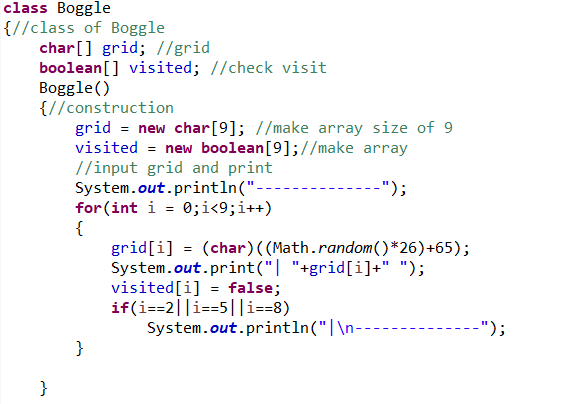 class Boggle
{//class of Boggle
    char[] grid; //grid
    boolean[] visited; //check visit
    Boggle()
    {//construction
        grid = new char[9]; //make array size of 9
        visited = new boolean[9];//make array
        //input grid and print
        System.out.println("--------------");
        for(int i = 0;i<9;i++)
        {
            grid[i] = (char)((Math.random()*26)+65);
            System.out.print("| "+grid[i]+" ");
            visited[i] = false;
            if(i==2||i==5||i==8)
                System.out.println("|\n--------------");
        }
    }